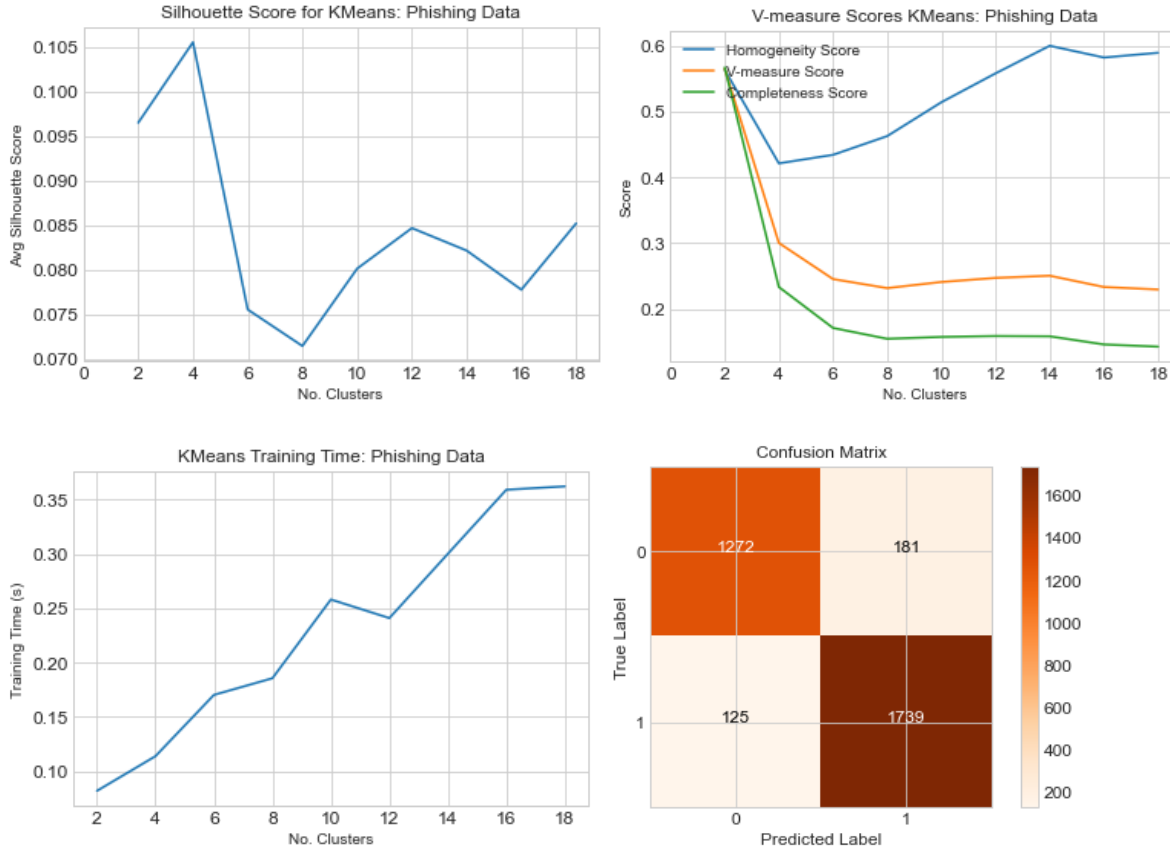 Silhouette Score for KMeans: Phishing Data
0.105
0.100
0.095
0.090
0.085
0.080
0.075
0.070
Avg Silhouette Score
0 2 4 6 8 10 12 14 16 18
No. Clusters
V-measure Scores KMeans: Phishing Data
Homogeneity Score
V-measure Score
Completeness Score
0.6
0.5
0.4
0.3
0.2
Score
0 2 4 6 8 10 12 14 16 18
No. Clusters
KMeans Training Time: Phishing Data
0.35
0.30
0.25
0.20
0.15
0.10
Training Time (s)
2 4 6 8 10 12 14 16 18
No. Clusters
Confusion Matrix
0 1272 181
1 125 1739
True Label
0 1
Predicted Label
1600
1400
1200
1000
800
600
400
200